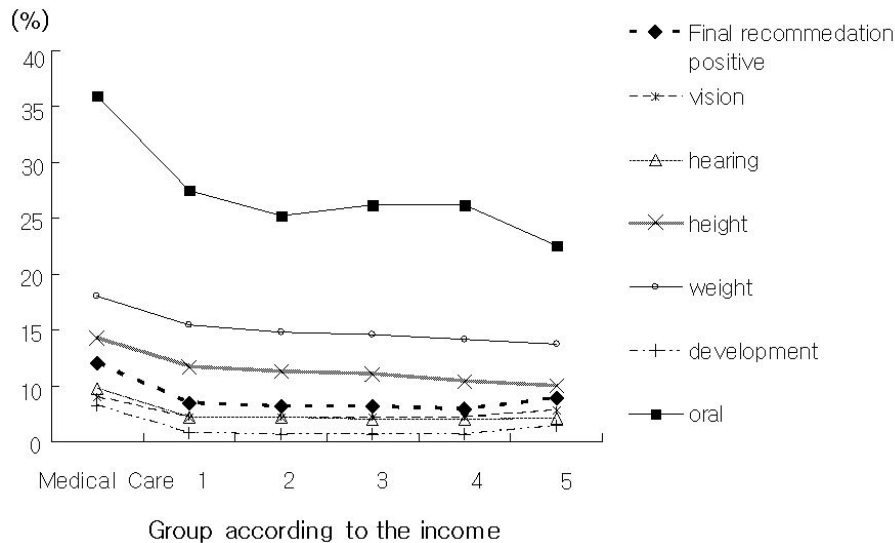 (%)
40
35
30
25
20
15
10
0
Medical Care 1 2 3 4 5
Group according to the income
Final recommedation
positive
vision
hearing
height
weight
development
oral